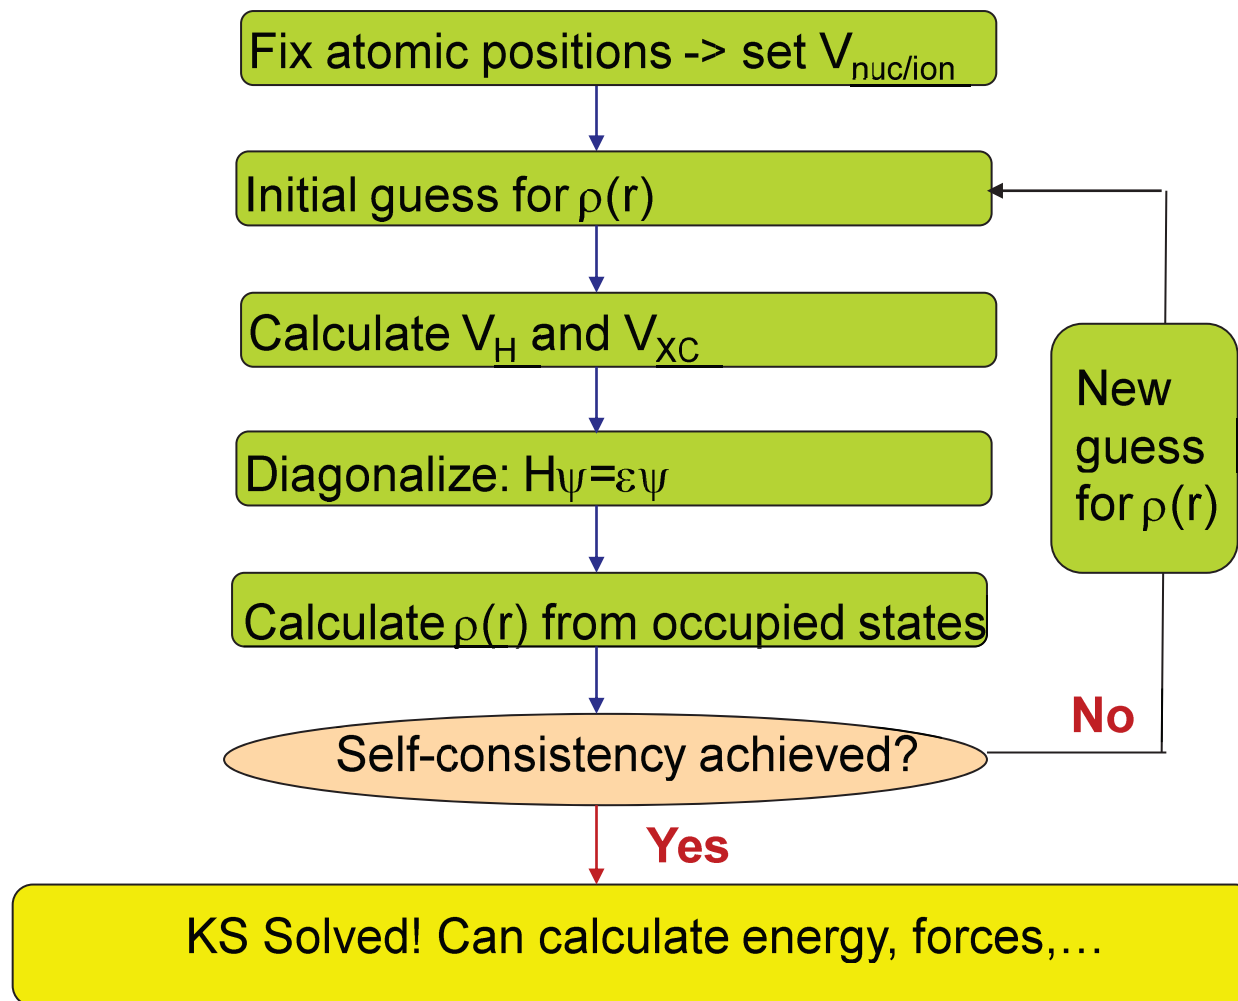 Fix atomic positions -> set Vnuc/ion
Initial guess for ρ(r)
Calculate VH and VXC
Diagonalize: Hψ=εψ
Calculate ρ(r) from occupied states
Self-consistency achieved?
No
New
guess
for ρ(r)
Yes
KS Solved! Can calculate energy, forces,…